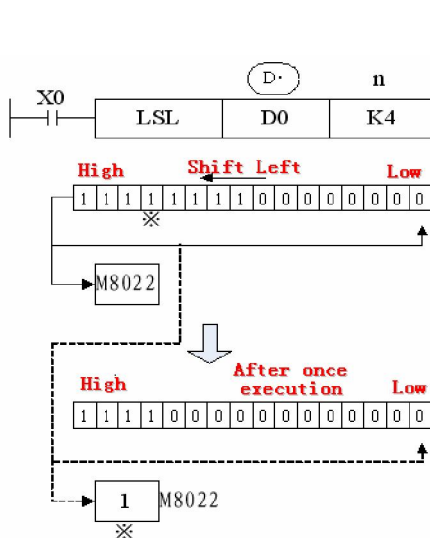 D·
n
X0
LSL D0 K4
High Shift Left Low
1 1 1 1 1 1 1 1 0 0 0 0 0 0 0 0
※
M8022
High After once execution Low
1 1 1 1 0 0 0 0 0 0 0 0 0 0 0 0
1 M8022
※